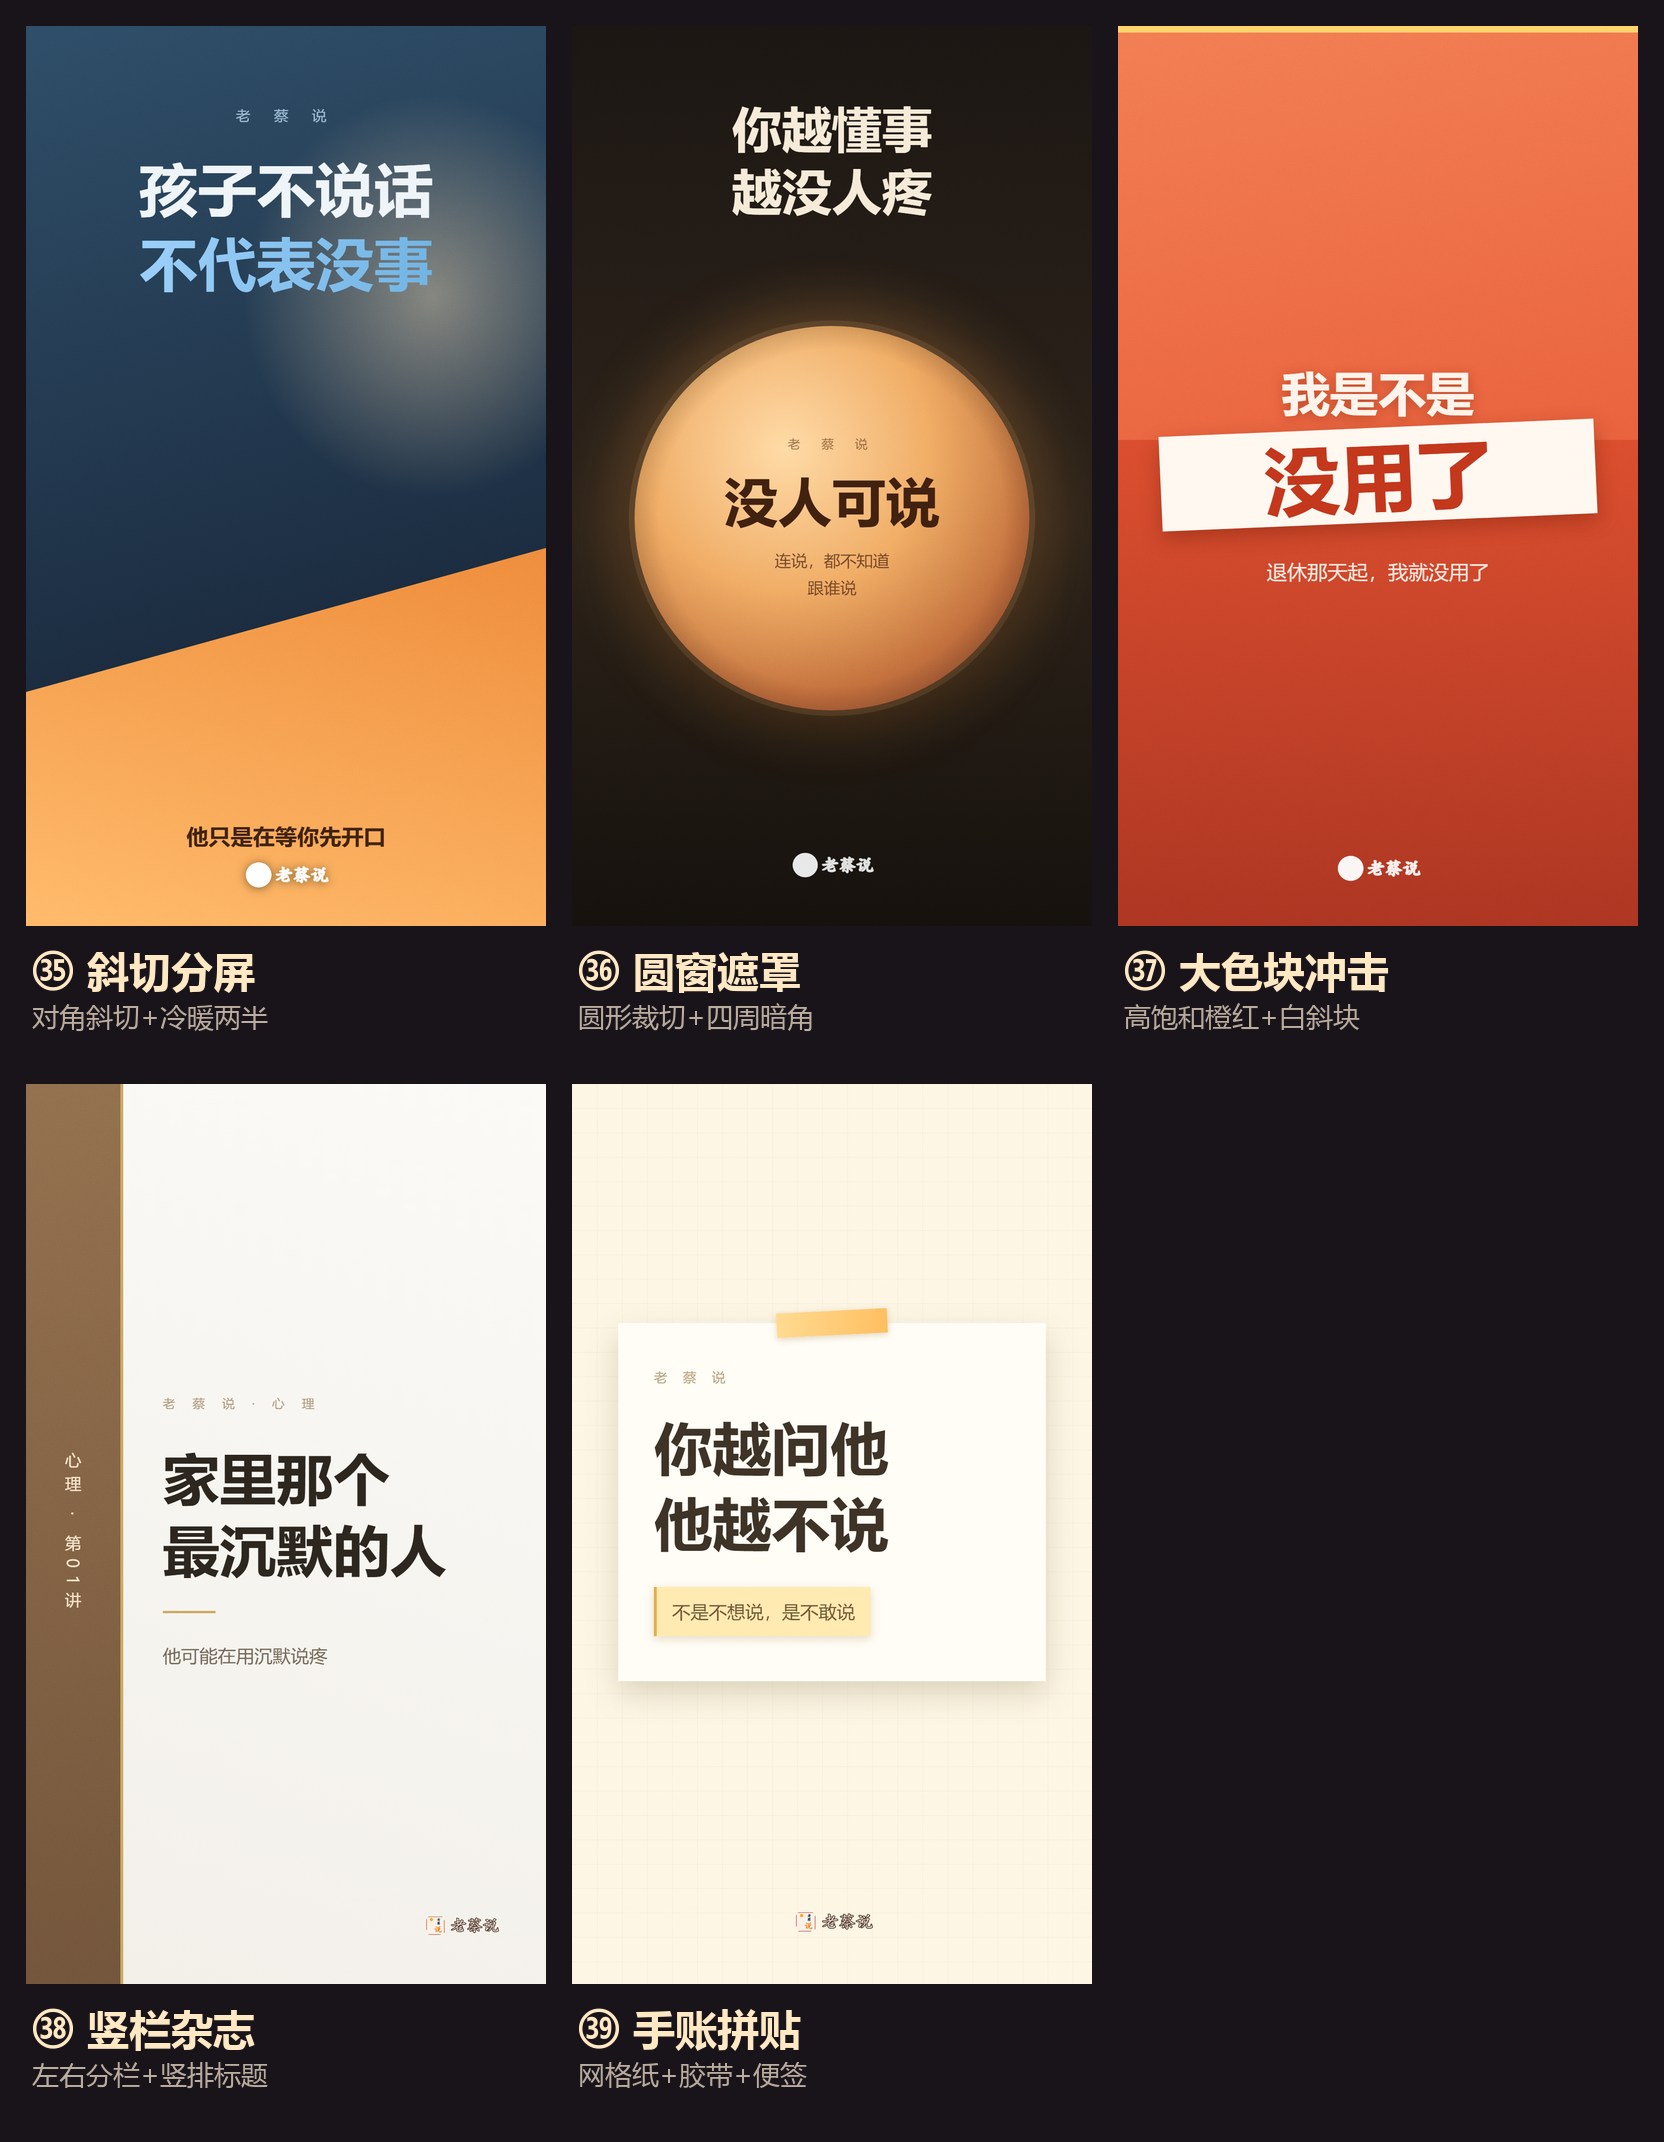 老蔡说
孩子不说话
不代表没事
他只是在等你先开口
老蔡说
㉟ 斜切分屏
对角斜切+冷暖两半
你越懂事
越没人疼
老蔡说
没人可说
连说，都不知道
跟谁说
老蔡说
㊱ 圆窗遮罩
圆形裁切+四周暗角
我是不是
没用了
退休那天起，我就没用了
老蔡说
㊲ 大色块冲击
高饱和橙红+白斜块
心理·第01讲
老蔡说·心理
家里那个
最沉默的人
他可能在用沉默说疼
老蔡说
㊳ 竖栏杂志
左右分栏+竖排标题
老蔡说
你越问他
他越不说
不是不想说，是不敢说
老蔡说
㊴ 手账拼贴
网格纸+胶带+便签